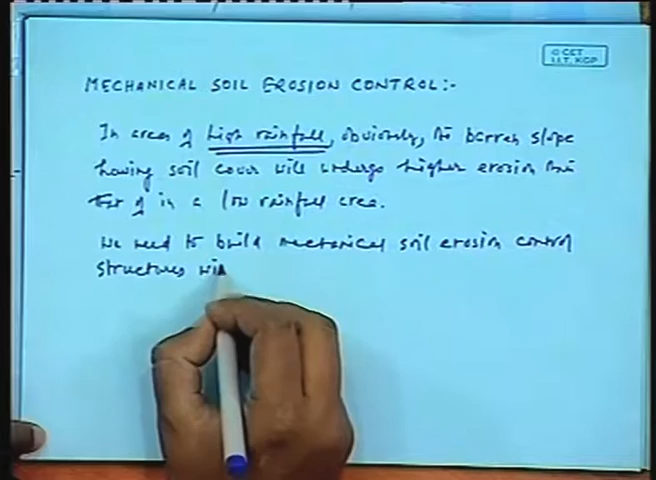 © CET
I.I.T. KGP
MECHANICAL SOIL EROSION CONTROL:-
In areas of high rainfall, obviously, the barren slope
having soil cover will undergo higher erosion than
that of in a low rainfall area.
We need to build mechanical soil erosion control
structures wi